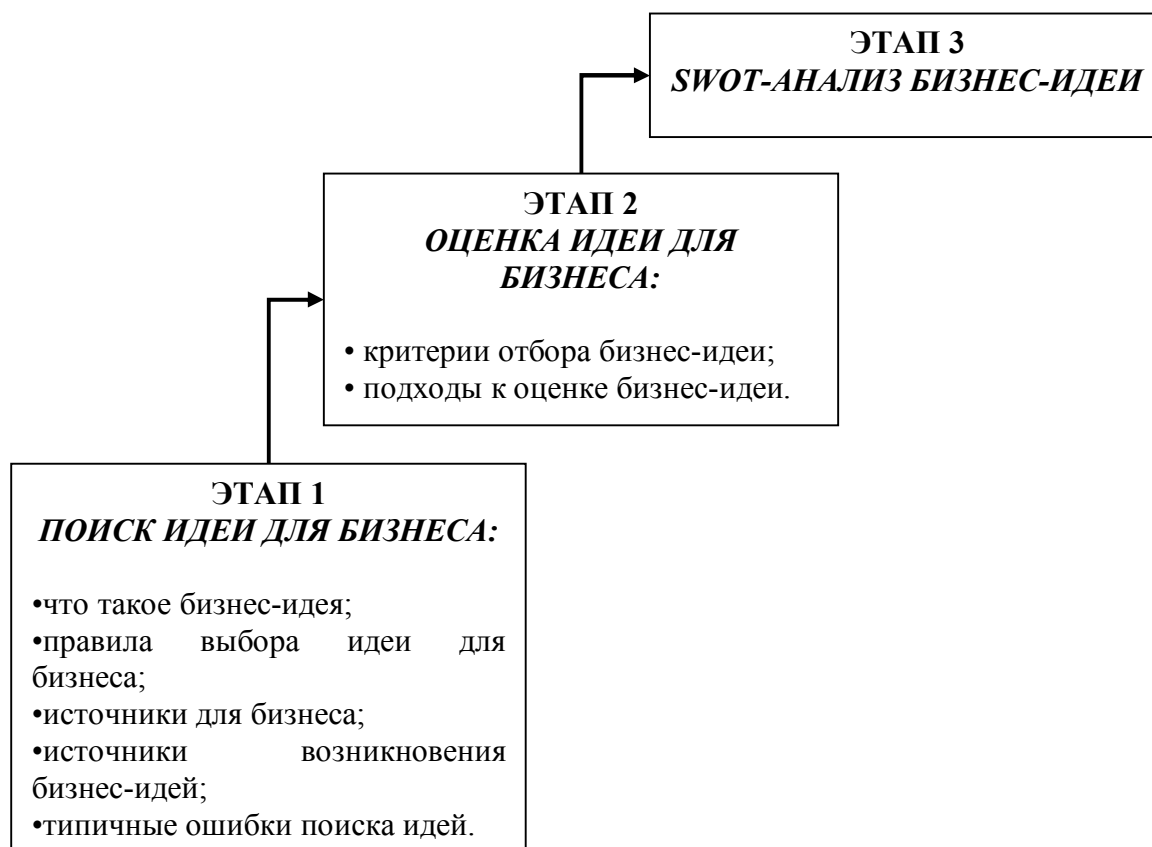 ЭТАП 3
SWOT-АНАЛИЗ БИЗНЕС-ИДЕИ
ЭТАП 2
ОЦЕНКА ИДЕИ ДЛЯ
БИЗНЕСА:
• критерии отбора бизнес-идеи;
• подходы к оценке бизнес-идеи.
ЭТАП 1
ПОИСК ИДЕИ ДЛЯ БИЗНЕСА:
•что такое бизнес-идея;
•правила выбора идеи для
бизнеса;
•источники для бизнеса;
•источники возникновения
бизнес-идей;
•типичные ошибки поиска идей.